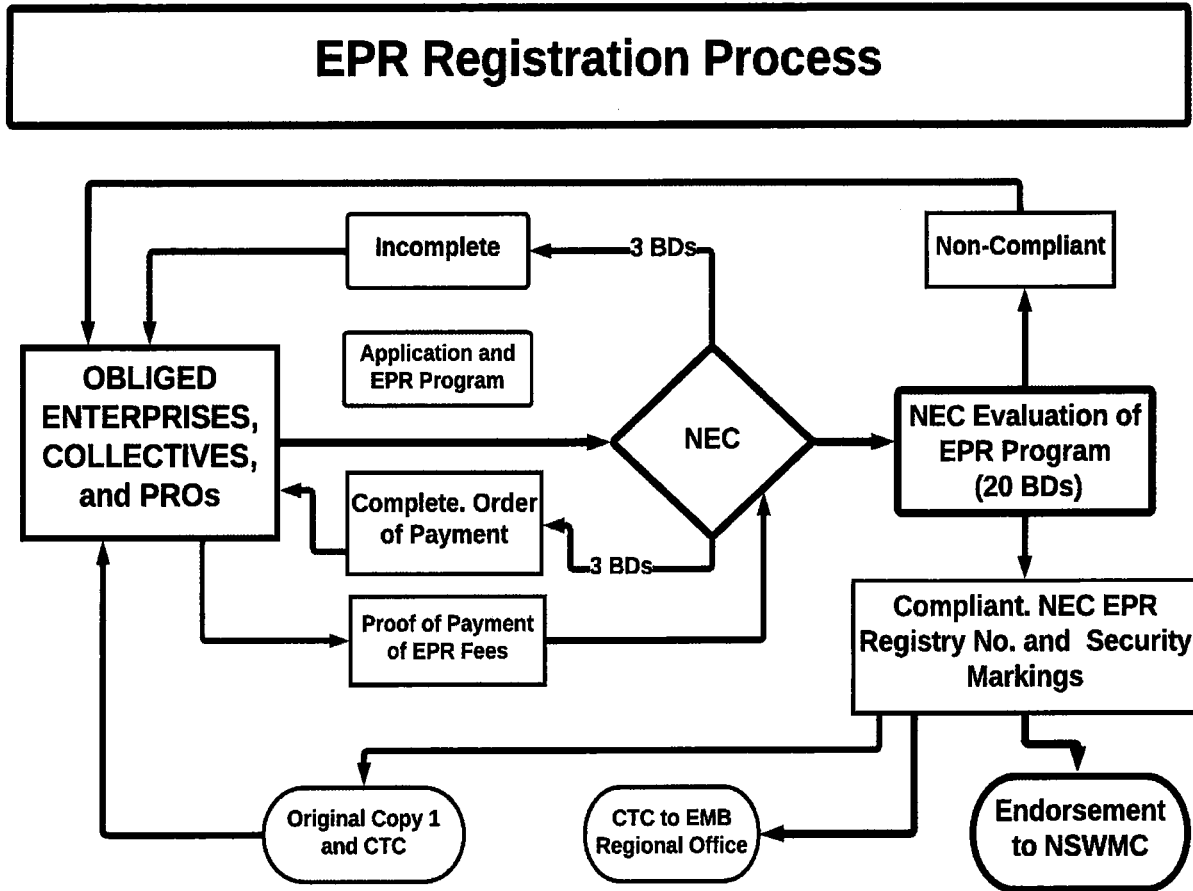 EPR Registration Process
Incomplete
3 BDs
Non-Compliant
Application and
EPR Program
OBLIGED
ENTERPRISES,
COLLECTIVES,
and PROs
NEC
NEC Evaluation of
EPR Program
(20 BDs)
Complete. Order
of Payment
3 BDs
Proof of Payment
of EPR Fees
Compliant. NEC EPR
Registry No. and Security
Markings
Original Copy 1
and CTC
CTC to EMB
Regional Office
Endorsement
to NSWMC